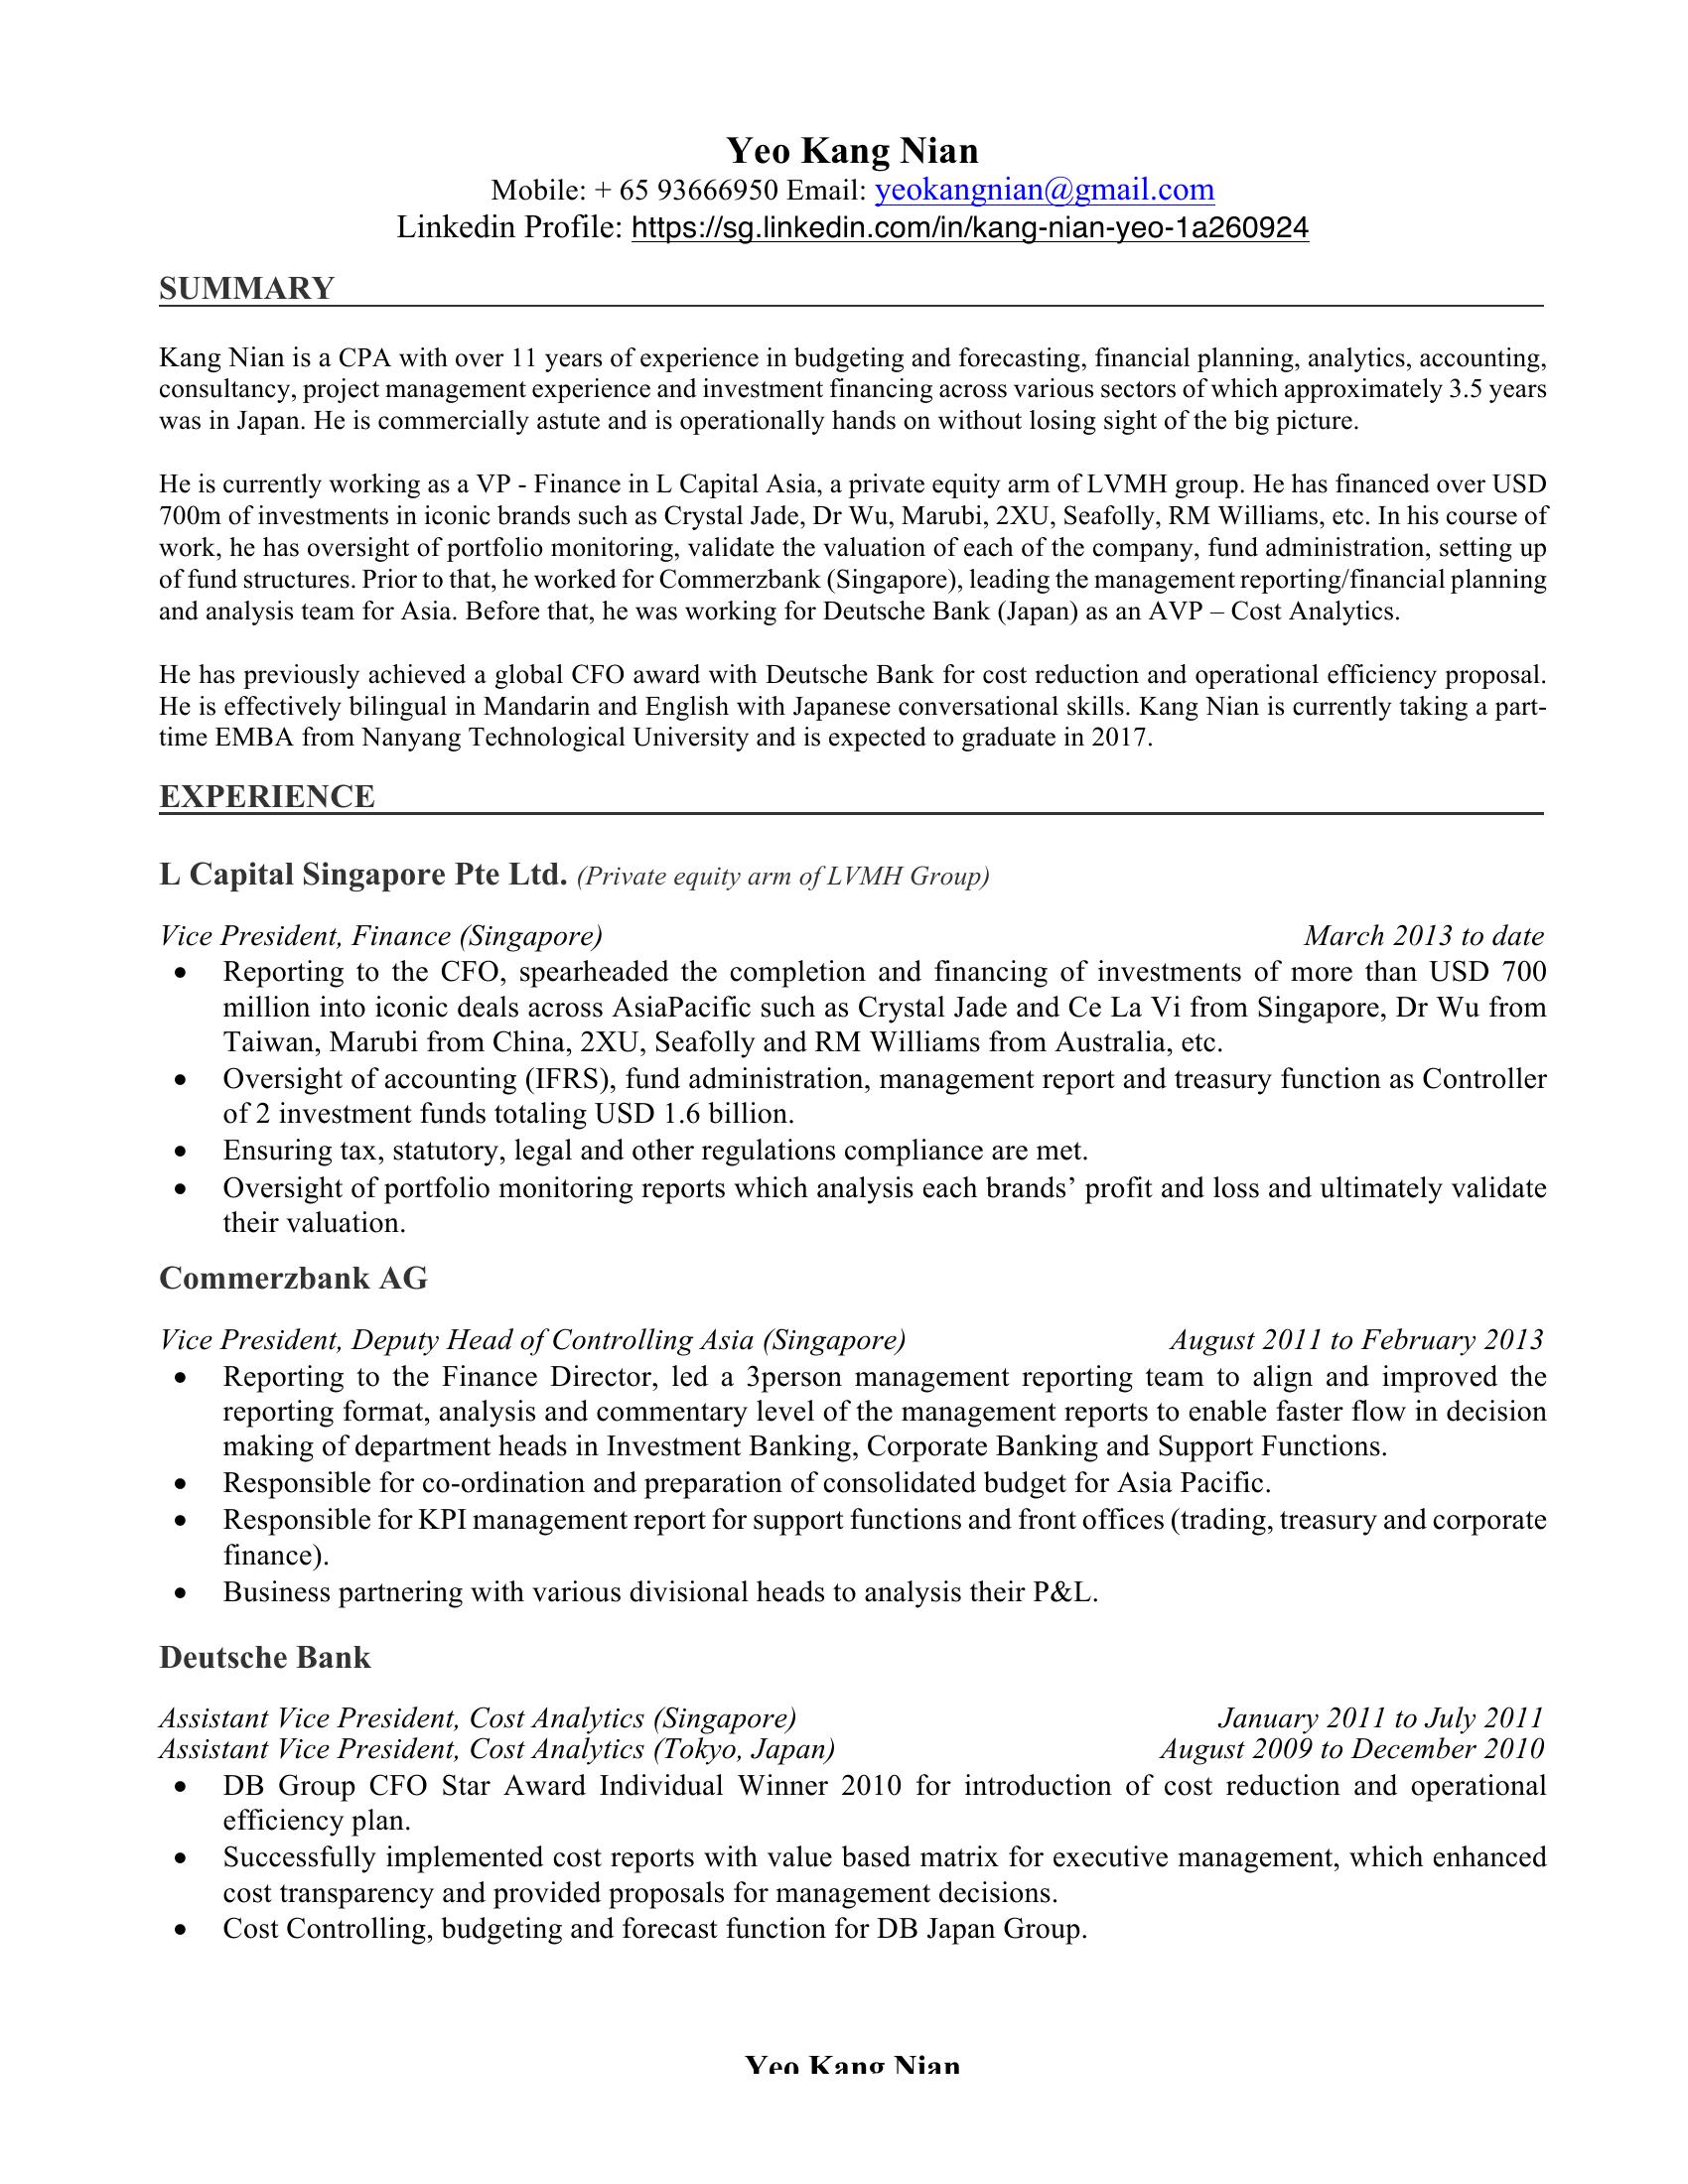 Yeo Kang Nian
Mobile: + 65 93666950 Email: yeokangnian@gmail.com
Linkedin Profile: https://sg.linkedin.com/in/kang-nian-yeo-1a260924
SUMMARY
Kang Nian is a CPA with over 11 years of experience in budgeting and forecasting, financial planning, analytics, accounting,
consultancy, project management experience and investment financing across various sectors of which approximately 3.5 years
was in Japan. He is commercially astute and is operationally hands on without losing sight of the big picture.
He is currently working as a VP - Finance in L Capital Asia, a private equity arm of LVMH group. He has financed over USD
700m of investments in iconic brands such as Crystal Jade, Dr Wu, Marubi, 2XU, Seafolly, RM Williams, etc. In his course of
work, he has oversight of portfolio monitoring, validate the valuation of each of the company, fund administration, setting up
of fund structures. Prior to that, he worked for Commerzbank (Singapore), leading the management reporting/financial planning
and analysis team for Asia. Before that, he was working for Deutsche Bank (Japan) as an AVP – Cost Analytics.
He has previously achieved a global CFO award with Deutsche Bank for cost reduction and operational efficiency proposal.
He is effectively bilingual in Mandarin and English with Japanese conversational skills. Kang Nian is currently taking a part-
time EMBA from Nanyang Technological University and is expected to graduate in 2017.
EXPERIENCE
L Capital Singapore Pte Ltd. (Private equity arm of LVMH Group)
Vice President, Finance (Singapore) March 2013 to date
• Reporting to the CFO, spearheaded the completion and financing of investments of more than USD 700
million into iconic deals across AsiaPacific such as Crystal Jade and Ce La Vi from Singapore, Dr Wu from
Taiwan, Marubi from China, 2XU, Seafolly and RM Williams from Australia, etc.
• Oversight of accounting (IFRS), fund administration, management report and treasury function as Controller
of 2 investment funds totaling USD 1.6 billion.
• Ensuring tax, statutory, legal and other regulations compliance are met.
• Oversight of portfolio monitoring reports which analysis each brands’ profit and loss and ultimately validate
their valuation.
Commerzbank AG
Vice President, Deputy Head of Controlling Asia (Singapore) August 2011 to February 2013
• Reporting to the Finance Director, led a 3person management reporting team to align and improved the
reporting format, analysis and commentary level of the management reports to enable faster flow in decision
making of department heads in Investment Banking, Corporate Banking and Support Functions.
• Responsible for co-ordination and preparation of consolidated budget for Asia Pacific.
• Responsible for KPI management report for support functions and front offices (trading, treasury and corporate
finance).
• Business partnering with various divisional heads to analysis their P&L.
Deutsche Bank
Assistant Vice President, Cost Analytics (Singapore) January 2011 to July 2011
Assistant Vice President, Cost Analytics (Tokyo, Japan) August 2009 to December 2010
• DB Group CFO Star Award Individual Winner 2010 for introduction of cost reduction and operational
efficiency plan.
• Successfully implemented cost reports with value based matrix for executive management, which enhanced
cost transparency and provided proposals for management decisions.
• Cost Controlling, budgeting and forecast function for DB Japan Group.
Yeo Kang Nian